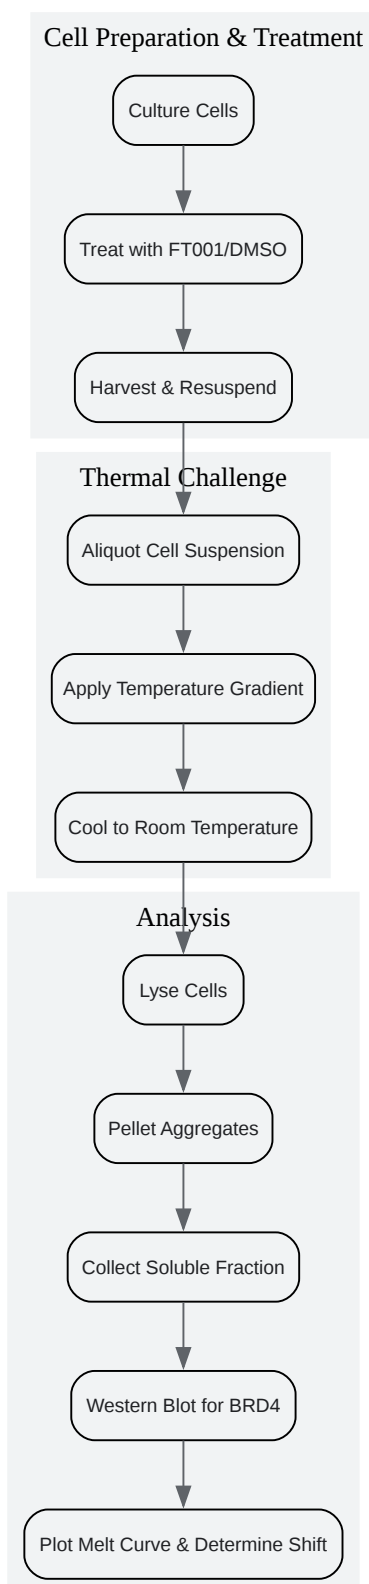 Cell Preparation & Treatment
Culture Cells
Treat with FT001/DMSO
Harvest & Resuspend
Thermal Challenge
Aliquot Cell Suspension
Apply Temperature Gradient
Cool to Room Temperature
Analysis
Lyse Cells
Pellet Aggregates
Collect Soluble Fraction
Western Blot for BRD4
Plot Melt Curve & Determine Shift